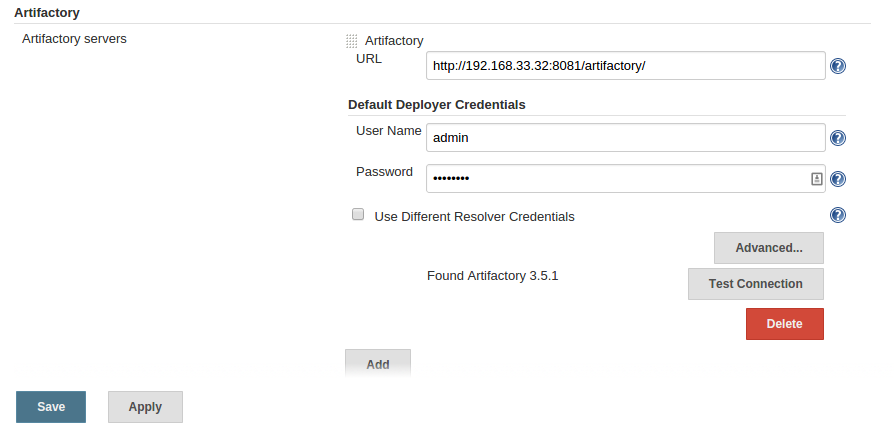 Artifactory
Artifactory servers
Artifactory
URL
http://192.168.33.32:8081/artifactory/
Default Deployer Credentials
User Name
admin
Password
••••••••
Use Different Resolver Credentials
Advanced...
Found Artifactory 3.5.1
Test Connection
Delete
Add
Save
Apply